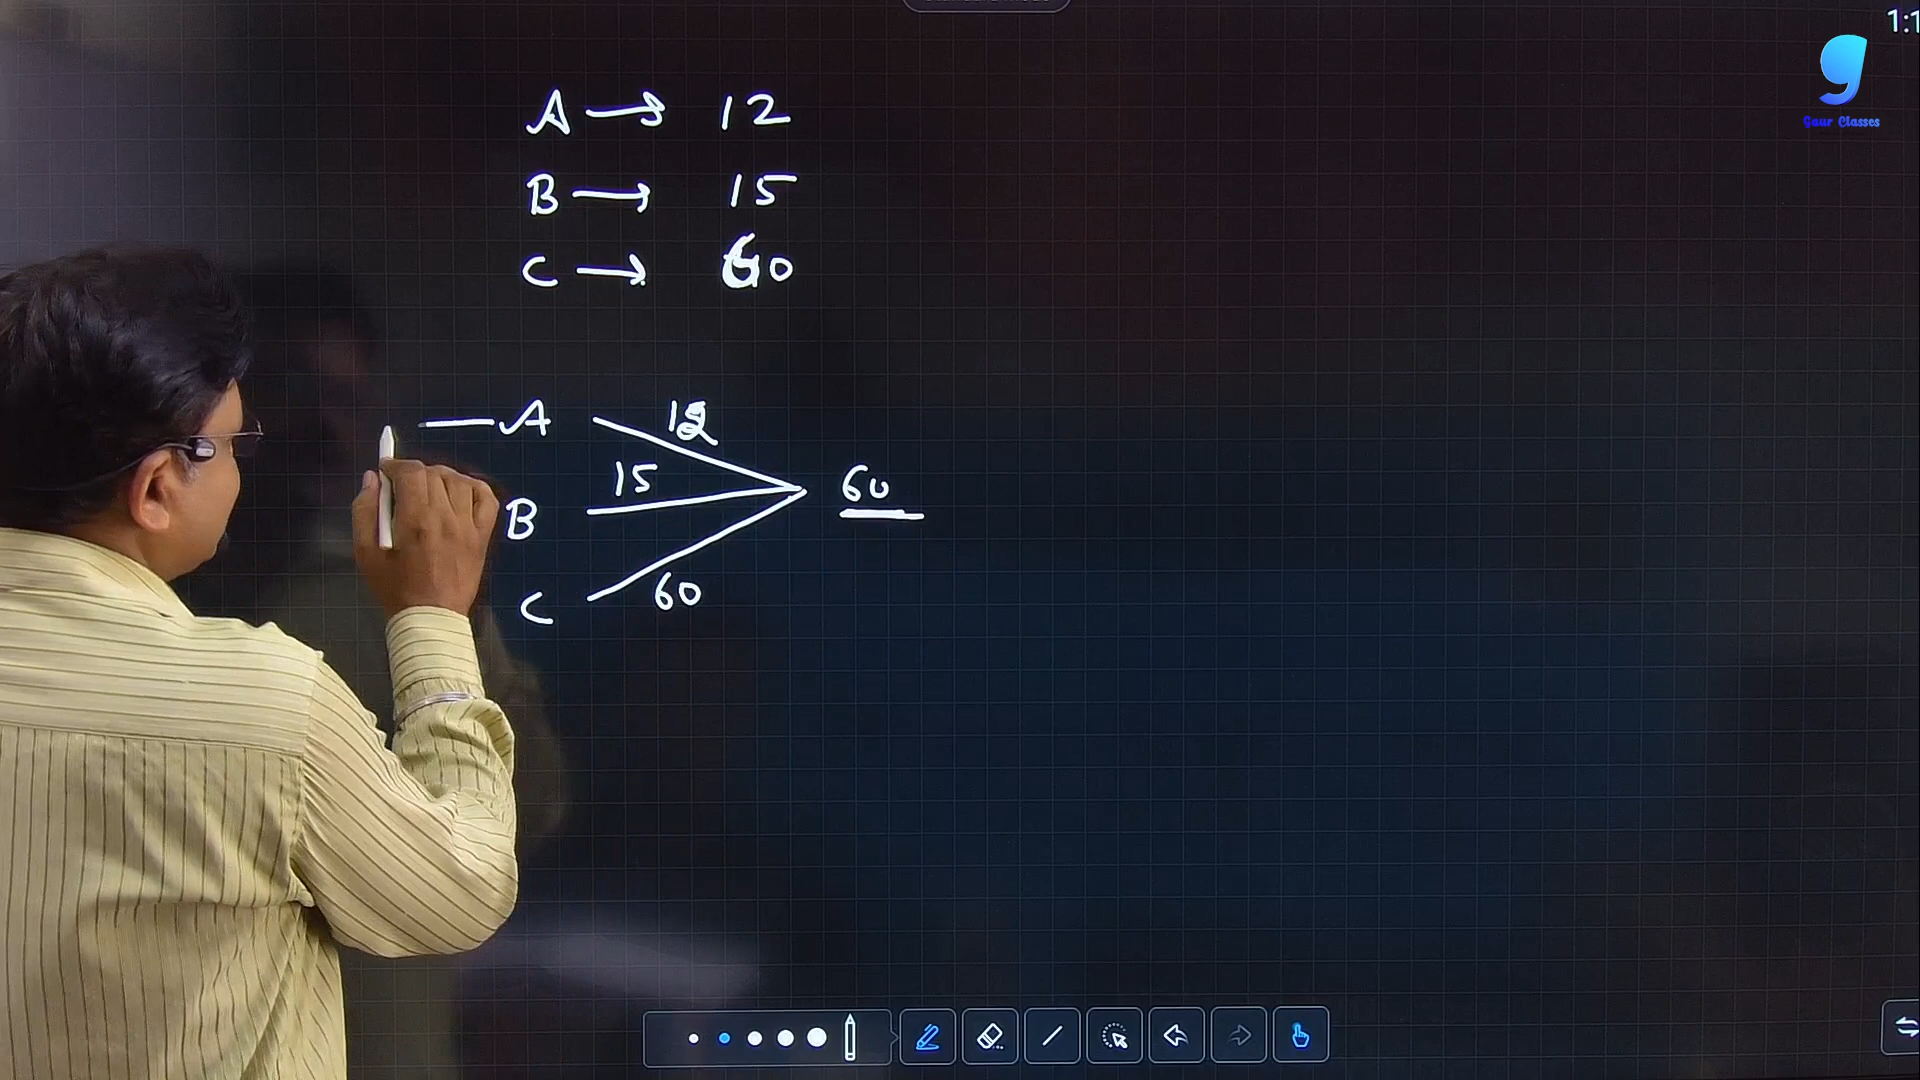 1:1
Gaur Classes
A → 12
B → 15
C → 60
A 12
15
B
60
C 60